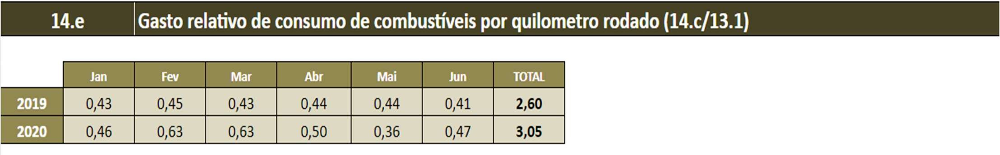 14.e Gasto relativo de consumo de combustíveis por quilometro rodado (14.c/13.1)
Jan Fev Mar Abr Mai Jun TOTAL
2019 0,43 0,45 0,43 0,44 0,44 0,41 2,60
2020 0,46 0,63 0,63 0,50 0,36 0,47 3,05